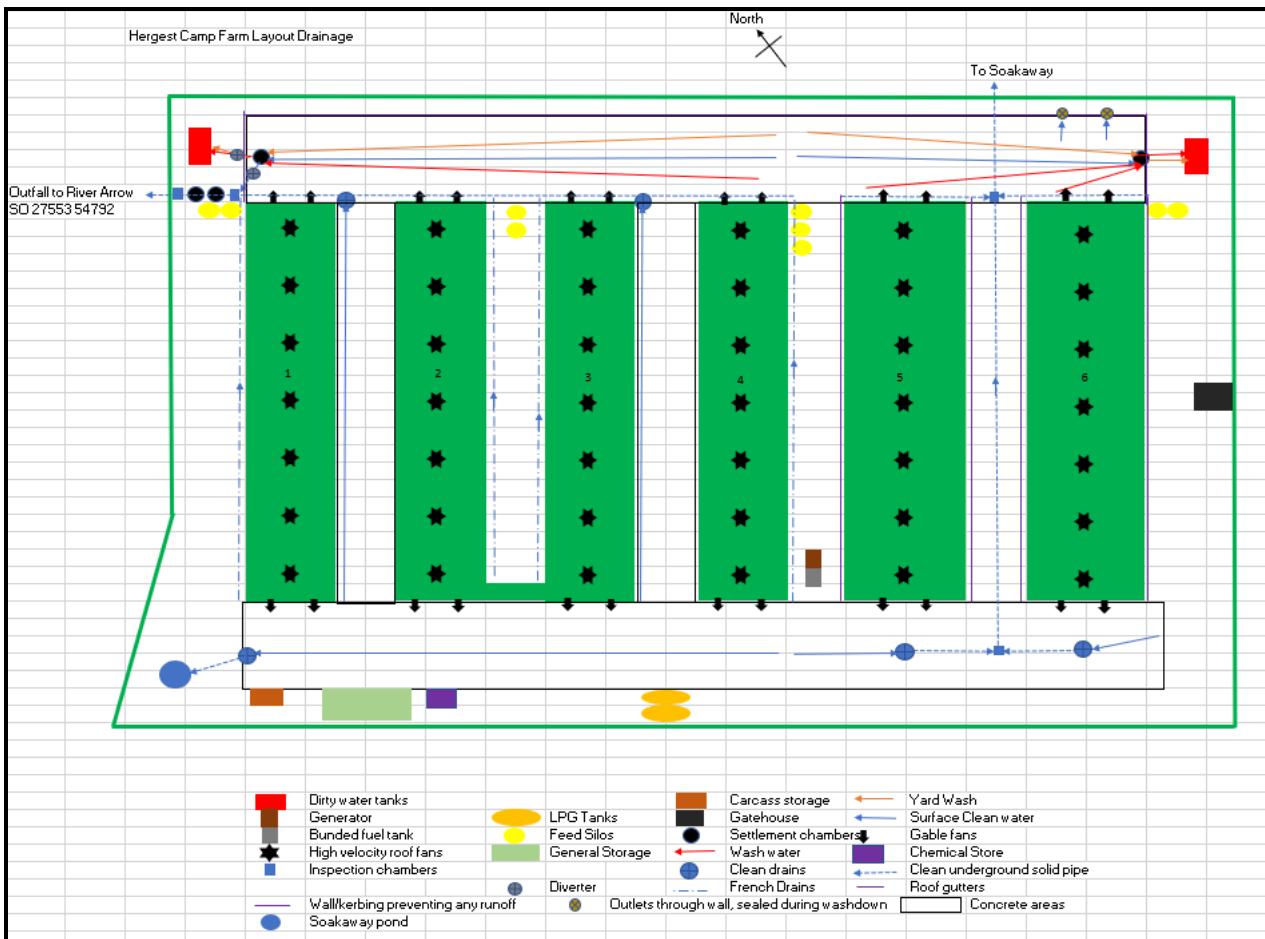 North
Hergest Camp Farm Layout Drainage
To Soakaway
Outfall to River Arrow
SO 27553 54792
1
2
3
4
5
6
Dirty water tanks
Carcass storage
Yard Wash
Generator
LPG Tanks
Gatehouse
Surface Clean water
Bunded fuel tank
Feed Silos
Settlement chambers
Gable fans
High velocity roof fans
General Storage
Wash water
Chemical Store
Inspection chambers
Clean drains
Clean underground solid pipe
Diverter
French Drains
Roof gutters
Wall/kerbing preventing any runoff
Outlets through wall, sealed during washdown
Concrete areas
Soakaway pond